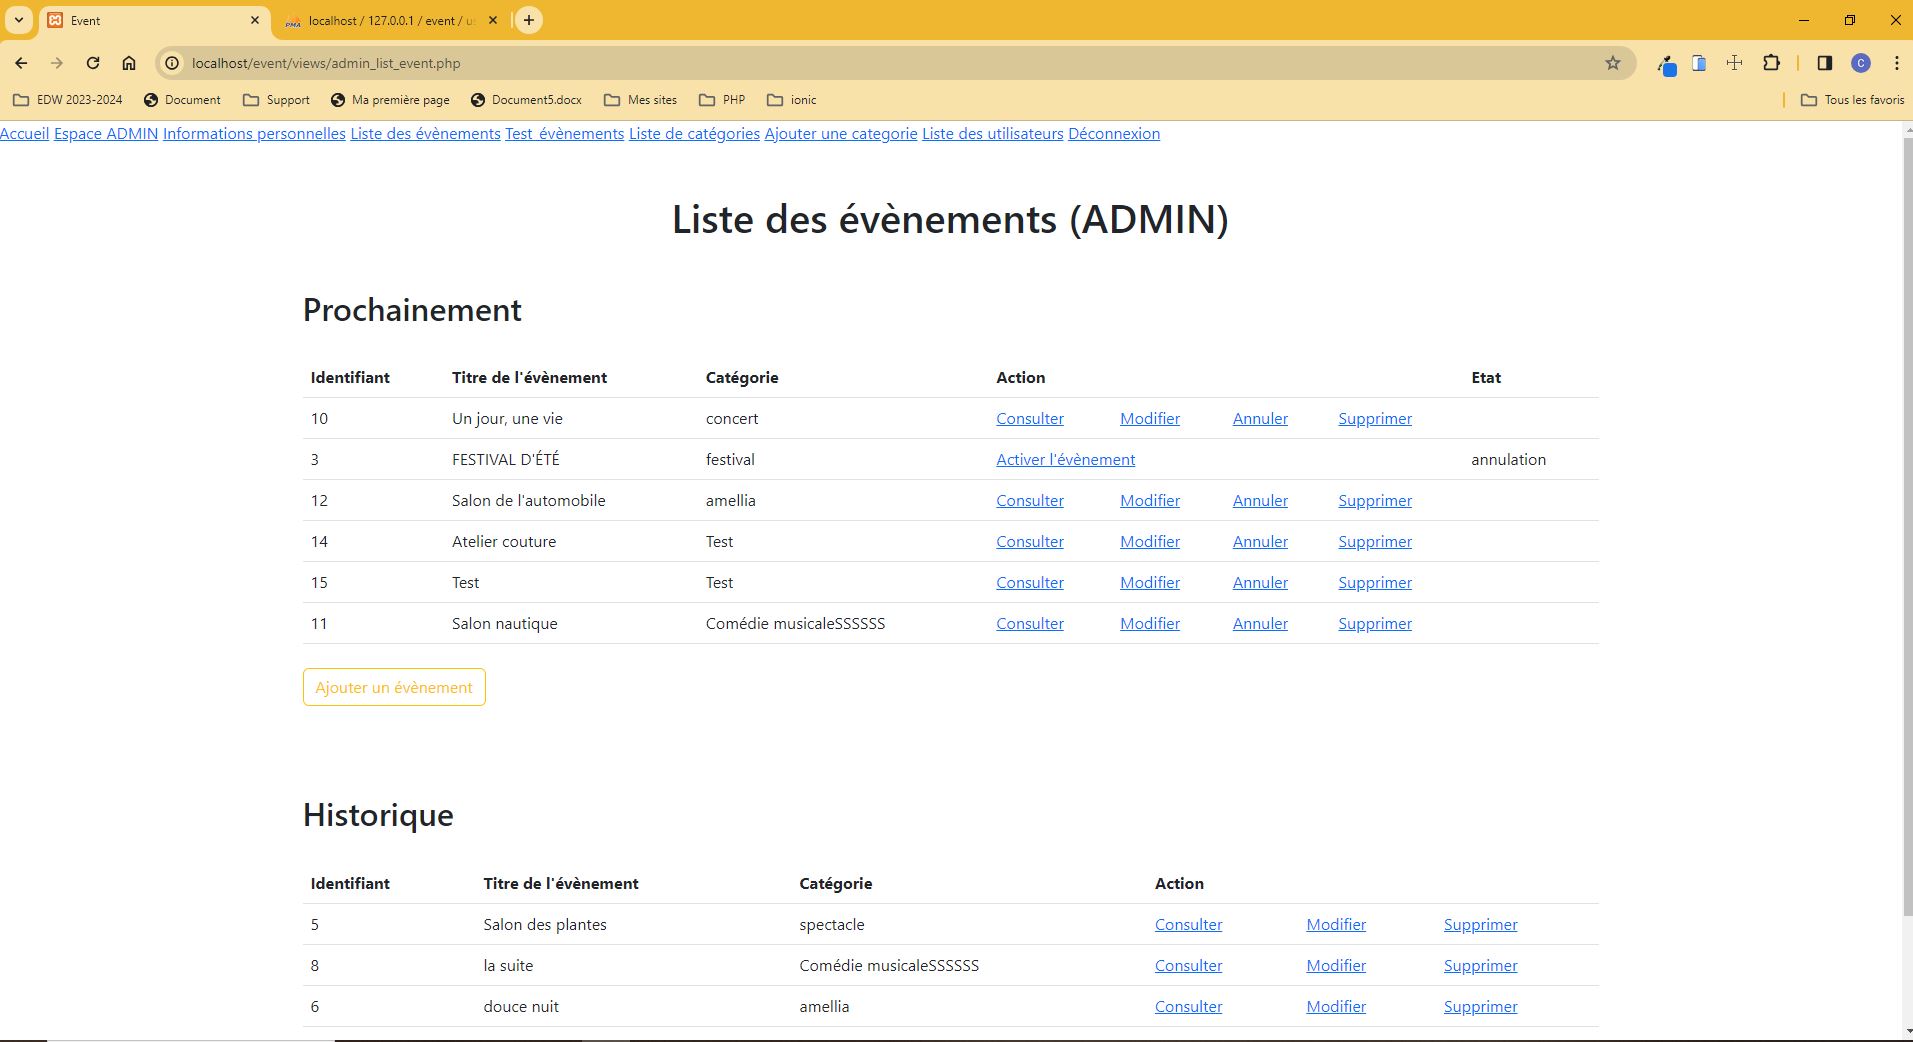 Event
localhost / 127.0.0.1 / event / us
localhost/event/views/admin_list_event.php
C
EDW 2023-2024 Document Support Ma première page Document5.docx Mes sites PHP ionic Tous les favoris
Accueil Espace ADMIN Informations personnelles Liste des évènements Test évènements Liste de catégories Ajouter une categorie Liste des utilisateurs Déconnexion
Liste des évènements (ADMIN)
Prochainement
Identifiant Titre de l'évènement Catégorie Action Etat
10 Un jour, une vie concert Consulter Modifier Annuler Supprimer
3 FESTIVAL D'ÉTÉ festival Activer l'évènement annulation
12 Salon de l'automobile amellia Consulter Modifier Annuler Supprimer
14 Atelier couture Test Consulter Modifier Annuler Supprimer
15 Test Test Consulter Modifier Annuler Supprimer
11 Salon nautique Comédie musicaleSSSSSS Consulter Modifier Annuler Supprimer
Ajouter un évènement
Historique
Identifiant Titre de l'évènement Catégorie Action
5 Salon des plantes spectacle Consulter Modifier Supprimer
8 la suite Comédie musicaleSSSSSS Consulter Modifier Supprimer
6 douce nuit amellia Consulter Modifier Supprimer